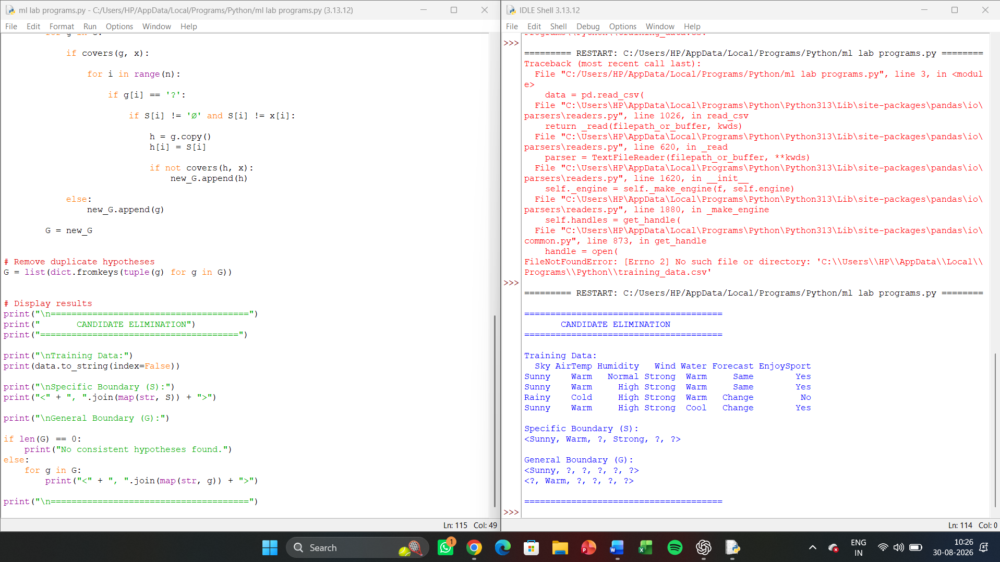 ml lab programs.py - C:/Users/HP/AppData/Local/Programs/Python/ml lab programs.py (3.13.12)
File Edit Format Run Options Window Help
if covers(g, x):
for i in range(n):
if g[i] == '?':
if S[i] != 'Ø' and S[i] != x[i]:
h = g.copy()
h[i] = S[i]
if not covers(h, x):
new_G.append(h)
else:
new_G.append(g)
G = new_G
# Remove duplicate hypotheses
G = list(dict.fromkeys(tuple(g) for g in G))
# Display results
print("\n======================================")
print("       CANDIDATE ELIMINATION")
print("======================================")
print("\nTraining Data:")
print(data.to_string(index=False))
print("\nSpecific Boundary (S):")
print("<" + ", ".join(map(str, S)) + ">")
print("\nGeneral Boundary (G):")
if len(G) == 0:
print("No consistent hypotheses found.")
else:
for g in G:
print("<" + ", ".join(map(str, g)) + ">")
print("\n======================================")
Ln: 115 Col: 49
IDLE Shell 3.13.12
File Edit Shell Debug Options Window Help
>>>
========= RESTART: C:/Users/HP/AppData/Local/Programs/Python/ml lab programs.py ========
Traceback (most recent call last):
File "C:/Users/HP/AppData/Local/Programs/Python/ml lab programs.py", line 3, in <modul
e>
data = pd.read_csv(
File "C:\Users\HP\AppData\Local\Programs\Python\Python313\Lib\site-packages\pandas\io\
parsers\readers.py", line 1026, in read_csv
return _read(filepath_or_buffer, kwds)
File "C:\Users\HP\AppData\Local\Programs\Python\Python313\Lib\site-packages\pandas\io\
parsers\readers.py", line 620, in _read
parser = TextFileReader(filepath_or_buffer, **kwds)
File "C:\Users\HP\AppData\Local\Programs\Python\Python313\Lib\site-packages\pandas\io\
parsers\readers.py", line 1620, in __init__
self._engine = self._make_engine(f, self.engine)
File "C:\Users\HP\AppData\Local\Programs\Python\Python313\Lib\site-packages\pandas\io\
parsers\readers.py", line 1880, in _make_engine
self.handles = get_handle(
File "C:\Users\HP\AppData\Local\Programs\Python\Python313\Lib\site-packages\pandas\io\
common.py", line 873, in get_handle
handle = open(
FileNotFoundError: [Errno 2] No such file or directory: 'C:\\Users\\HP\\AppData\\Local\\
Programs\\Python\\training_data.csv'
>>>
========= RESTART: C:/Users/HP/AppData/Local/Programs/Python/ml lab programs.py ========
======================================
CANDIDATE ELIMINATION
======================================
Training Data:
Sky AirTemp Humidity Wind Water Forecast EnjoySport
Sunny Warm Normal Strong Warm Same Yes
Sunny Warm High Strong Warm Same Yes
Rainy Cold High Strong Warm Change No
Sunny Warm High Strong Cool Change Yes
Specific Boundary (S):
<Sunny, Warm, ?, Strong, ?, ?>
General Boundary (G):
<Sunny, ?, ?, ?, ?, ?>
<?, Warm, ?, ?, ?, ?>
======================================
>>>
Ln: 114 Col: 0
Search
1
ENG
IN
10:26
30-08-2026